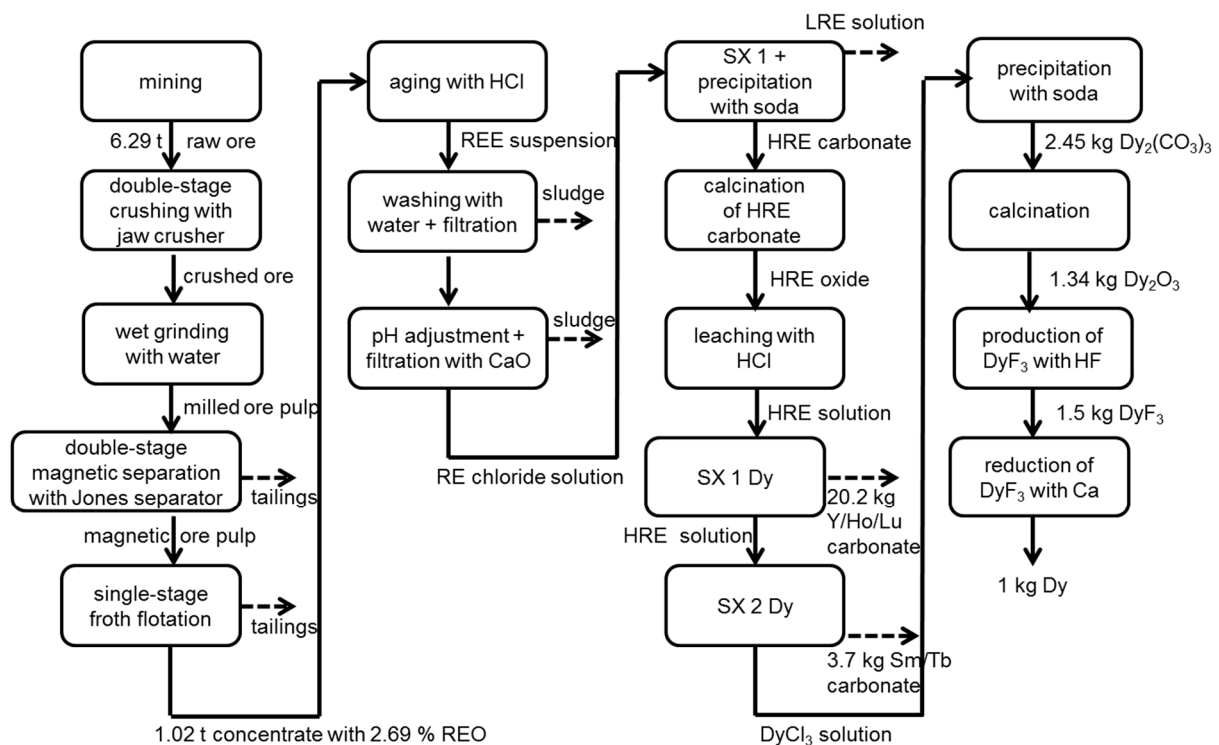 mining
6.29 t raw ore
double-stage
crushing with
jaw crusher
crushed ore
wet grinding
with water
milled ore pulp
double-stage
magnetic separation
with Jones separator
tailings
magnetic ore pulp
single-stage
froth flotation
tailings
1.02 t concentrate with 2.69 % REO
aging with HCl
REE suspension
washing with
water + filtration
sludge
pH adjustment +
filtration with CaO
sludge
RE chloride solution
SX 1 +
precipitation
with soda
LRE solution
HRE carbonate
calcination
of HRE
carbonate
HRE oxide
leaching with
HCl
HRE solution
SX 1 Dy
20.2 kg
Y/Ho/Lu
carbonate
HRE solution
SX 2 Dy
3.7 kg Sm/Tb
carbonate
DyCl₃ solution
precipitation
with soda
2.45 kg Dy₂(CO₃)₃
calcination
1.34 kg Dy₂O₃
production of
DyF₃ with HF
1.5 kg DyF₃
reduction of
DyF₃ with Ca
1 kg Dy